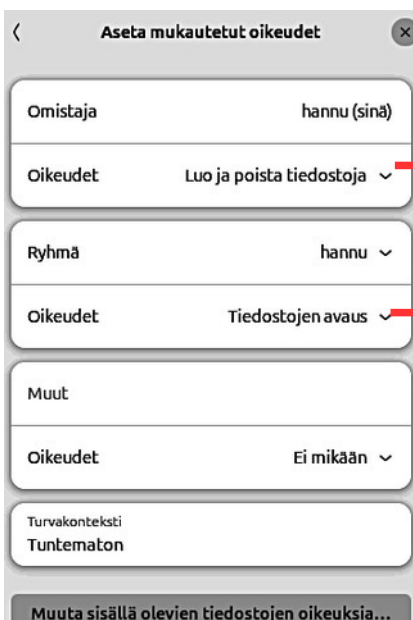 Aseta mukautetut oikeudet
Omistaja hannu (sinä)
Oikeudet Luo ja poista tiedostoja
Ryhmä hannu
Oikeudet Tiedostojen avaus
Muut
Oikeudet Ei mikään
Turvakonteksti
Tuntematon
Muuta sisällä olevien tiedostojen oikeuksia…